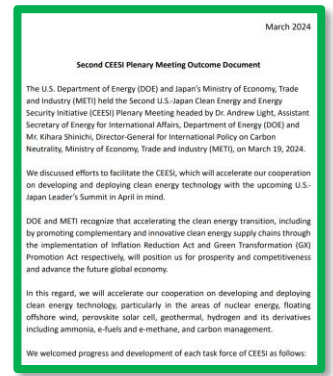 March 2024
Second CEESI Plenary Meeting Outcome Document
The U.S. Department of Energy (DOE) and Japan's Ministry of Economy, Trade
and Industry (METI) held the Second U.S.-Japan Clean Energy and Energy
Security Initiative (CEESI) Plenary Meeting headed by Dr. Andrew Light, Assistant
Secretary of Energy for International Affairs, Department of Energy (DOE) and
Mr. Kihara Shinichi, Director-General for International Policy on Carbon
Neutrality, Ministry of Economy, Trade and Industry (METI), on March 19, 2024.
We discussed efforts to facilitate the CEESI, which will accelerate our cooperation
on developing and deploying clean energy technology with the upcoming U.S.-
Japan Leader's Summit in April in mind.
DOE and METI recognize that accelerating the clean energy transition, including
by promoting complementary and innovative clean energy supply chains through
the implementation of Inflation Reduction Act and Green Transformation (GX)
Promotion Act respectively, will position us for prosperity and competitiveness
and advance the future global economy.
In this regard, we will accelerate our cooperation on developing and deploying
clean energy technology, particularly in the areas of nuclear energy, floating
offshore wind, perovskite solar cell, geothermal, hydrogen and its derivatives
including ammonia, e-fuels and e-methane, and carbon management.
We welcomed progress and development of each task force of CEESI as follows: